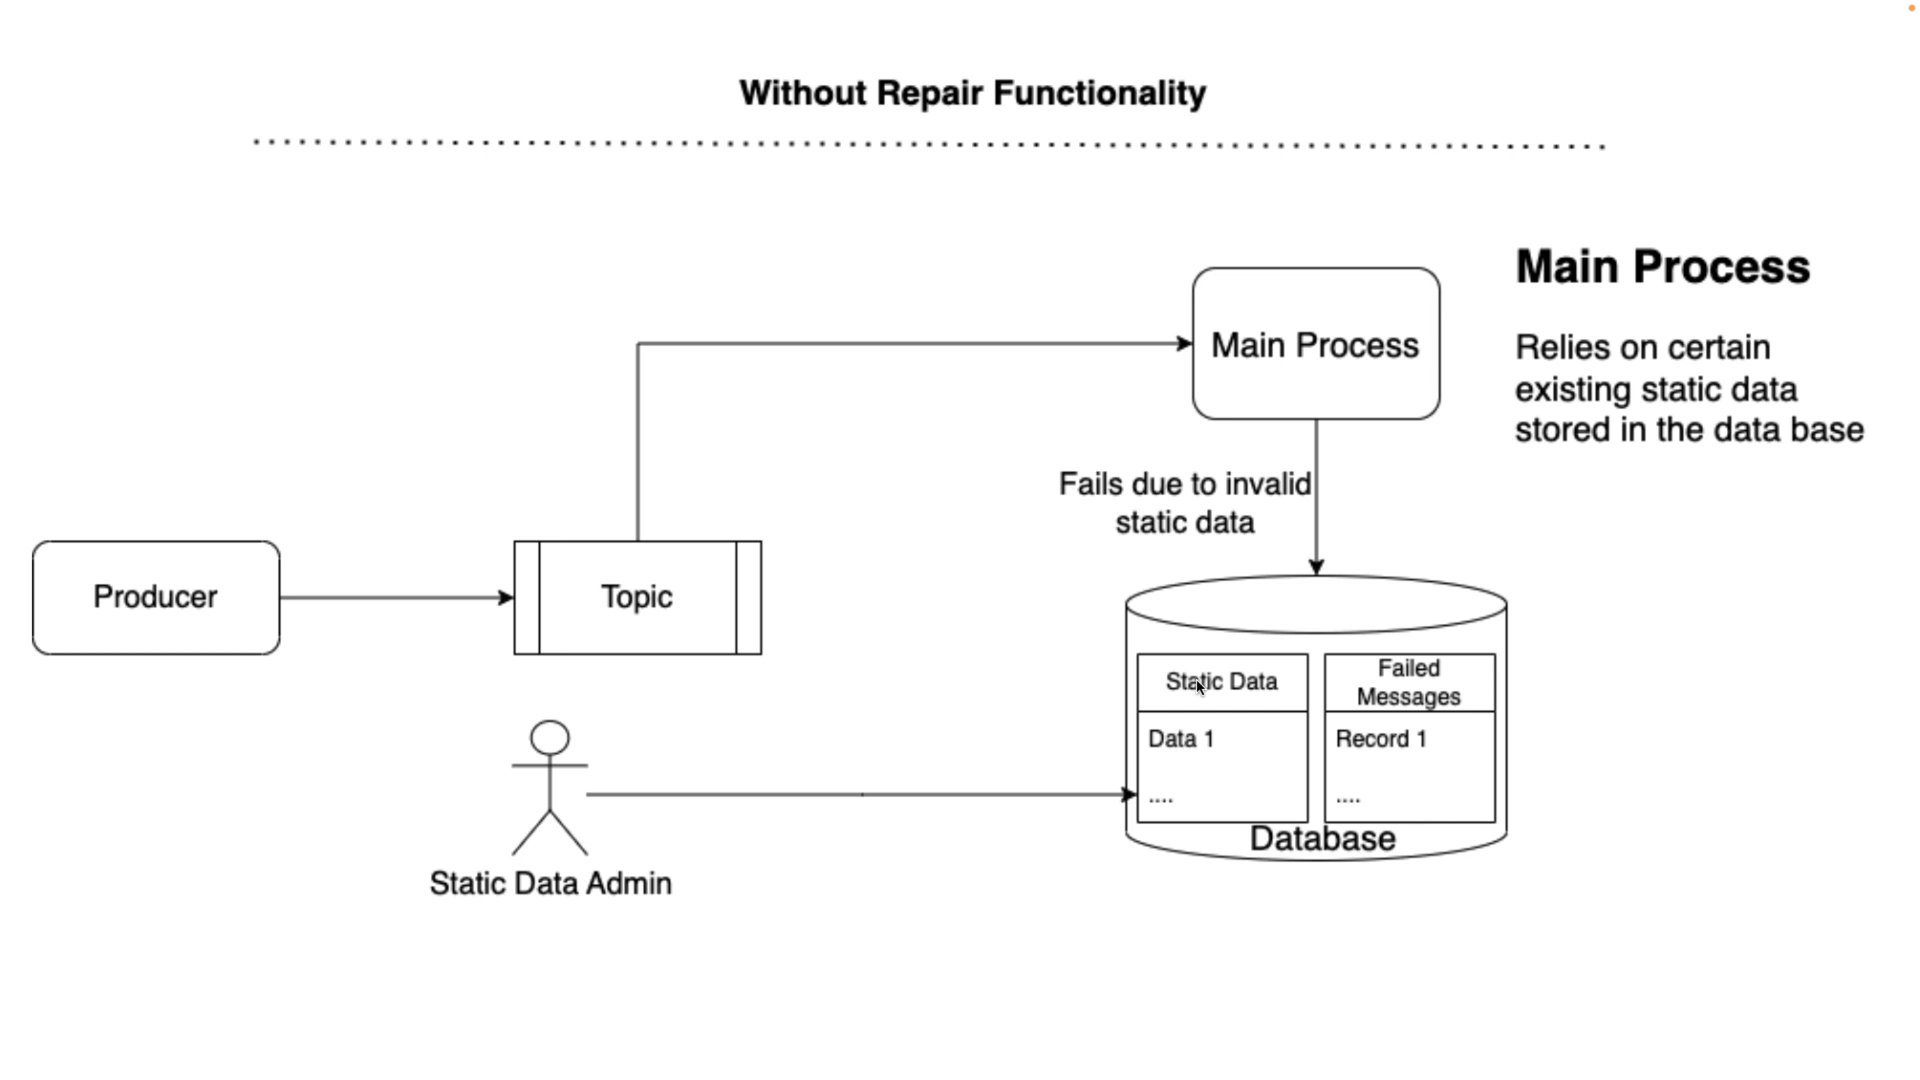 Without Repair Functionality
Main Process
Relies on certain
existing static data
stored in the data base
Main Process
Fails due to invalid
static data
Producer
Topic
Static Data
Failed
Messages
Data 1
....
Record 1
....
Database
Static Data Admin